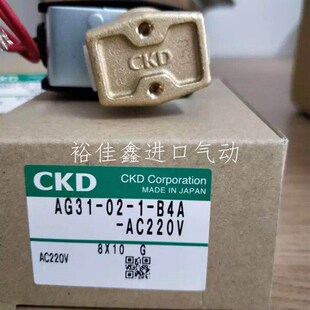 CKD
裕佳鑫进口气动
CKD
CKD Corporation
MADE IN JAPAN
AG31-02-1-B4A
-AC220V
8X10 G
AC220V